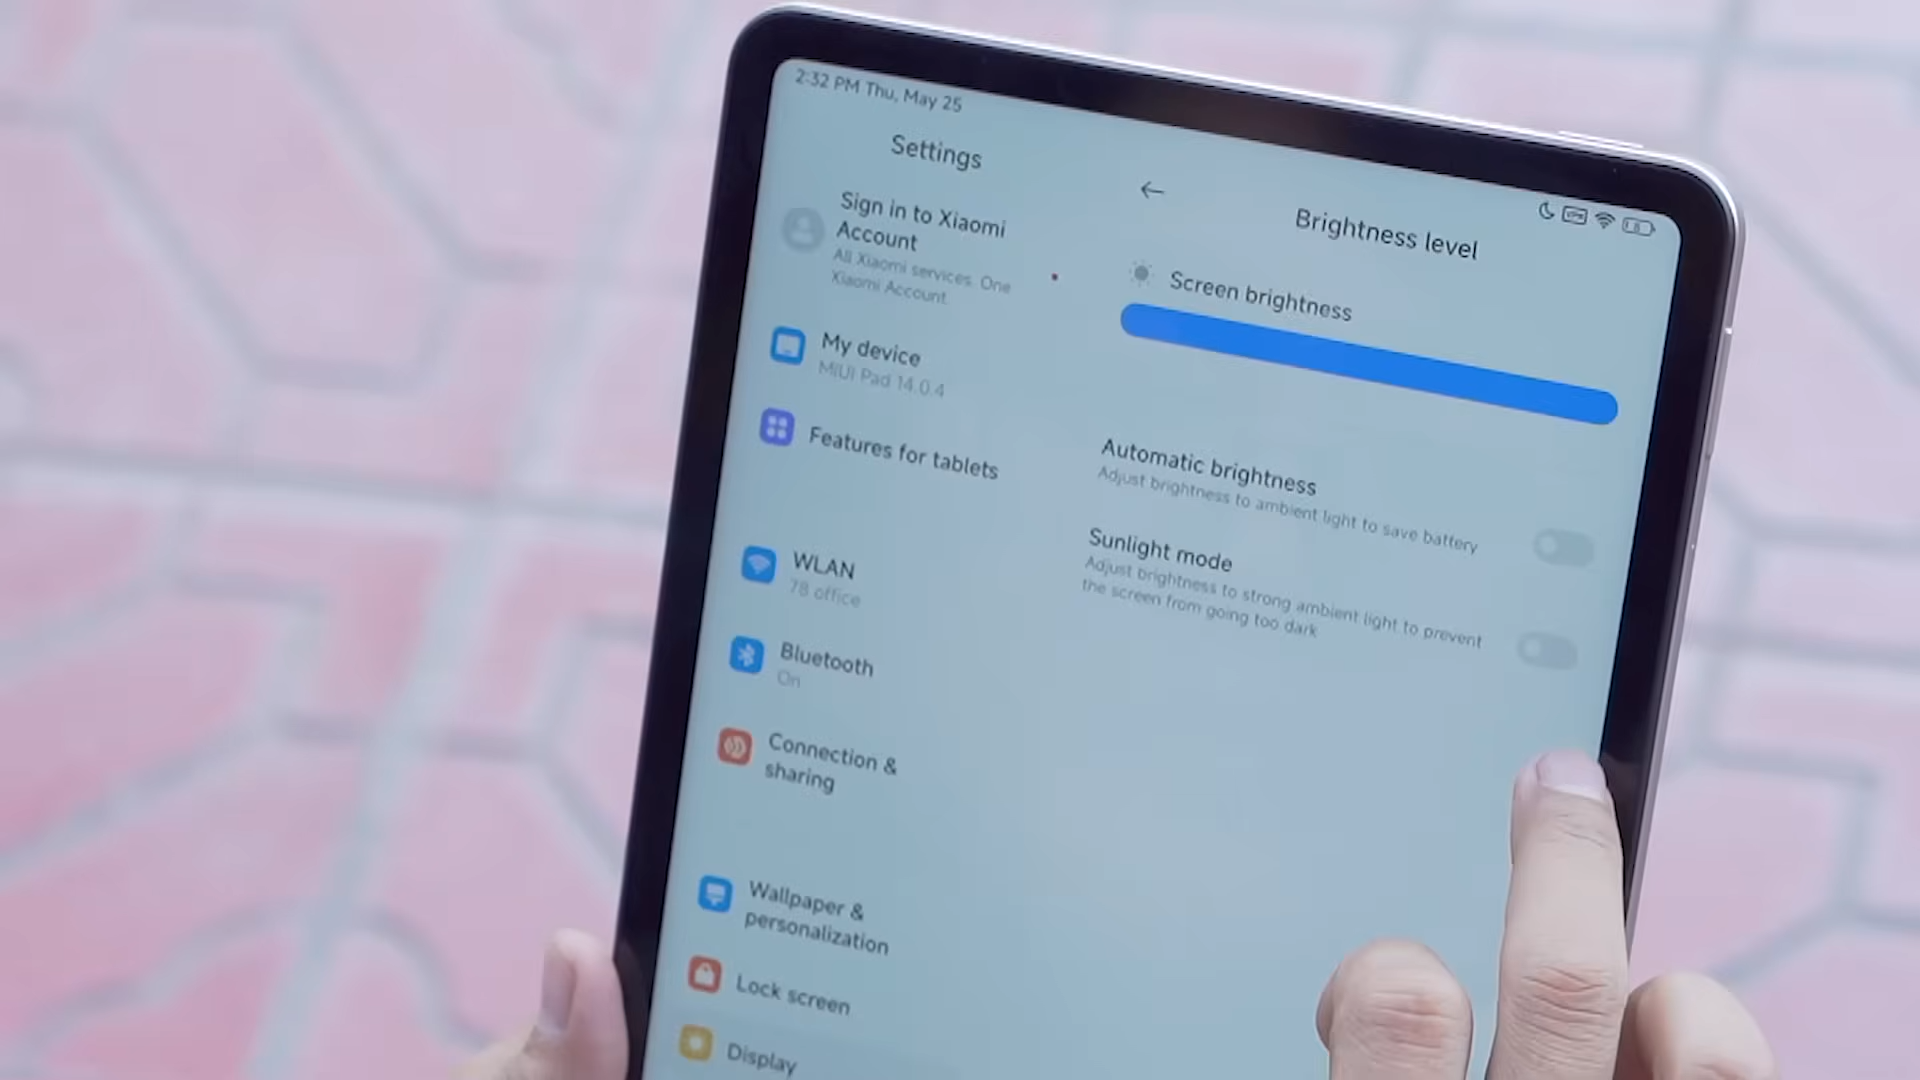 2:32 PM Thu, May 25
Settings
Sign in to Xiaomi
Account
All Xiaomi services. One
Xiaomi Account.
My device
MIUI Pad 14.0.4
Features for tablets
WLAN
78 office
Bluetooth
On
Connection &
sharing
Wallpaper &
personalization
Lock screen
Display
Brightness level
Screen brightness
Automatic brightness
Adjust brightness to ambient light to save battery
Sunlight mode
Adjust brightness to strong ambient light to prevent
the screen from going too dark